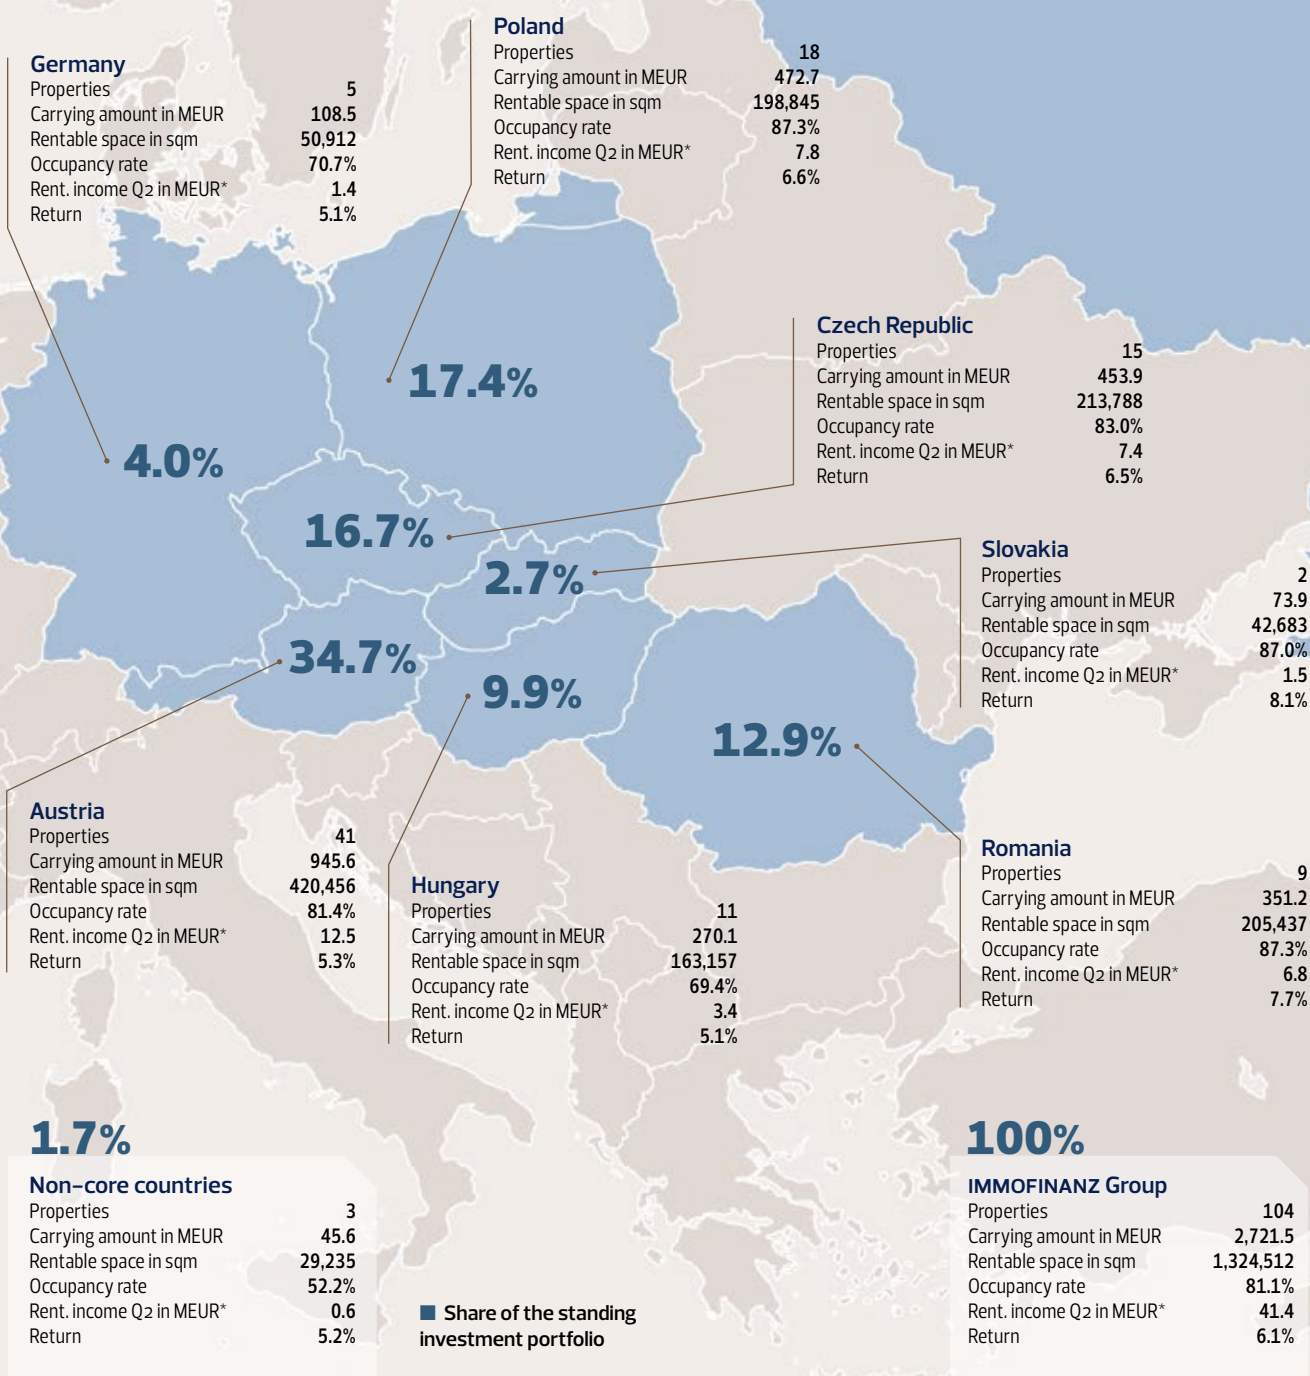 Poland
Properties 18
Carrying amount in MEUR 472.7
Rentable space in sqm 198,845
Occupancy rate 87.3%
Rent. income Q2 in MEUR* 7.8
Return 6.6%
Germany
Properties 5
Carrying amount in MEUR 108.5
Rentable space in sqm 50,912
Occupancy rate 70.7%
Rent. income Q2 in MEUR* 1.4
Return 5.1%
Czech Republic
Properties 15
Carrying amount in MEUR 453.9
Rentable space in sqm 213,788
Occupancy rate 83.0%
Rent. income Q2 in MEUR* 7.4
Return 6.5%
17.4%
4.0%
16.7%
2.7%
34.7%
9.9%
12.9%
Slovakia
Properties 2
Carrying amount in MEUR 73.9
Rentable space in sqm 42,683
Occupancy rate 87.0%
Rent. income Q2 in MEUR* 1.5
Return 8.1%
Austria
Properties 41
Carrying amount in MEUR 945.6
Rentable space in sqm 420,456
Occupancy rate 81.4%
Rent. income Q2 in MEUR* 12.5
Return 5.3%
Hungary
Properties 11
Carrying amount in MEUR 270.1
Rentable space in sqm 163,157
Occupancy rate 69.4%
Rent. income Q2 in MEUR* 3.4
Return 5.1%
Romania
Properties 9
Carrying amount in MEUR 351.2
Rentable space in sqm 205,437
Occupancy rate 87.3%
Rent. income Q2 in MEUR* 6.8
Return 7.7%
1.7%
Non-core countries
Properties 3
Carrying amount in MEUR 45.6
Rentable space in sqm 29,235
Occupancy rate 52.2%
Rent. income Q2 in MEUR* 0.6
Return 5.2%
Share of the standing
investment portfolio
100%
IMMOFINANZ Group
Properties 104
Carrying amount in MEUR 2,721.5
Rentable space in sqm 1,324,512
Occupancy rate 81.1%
Rent. income Q2 in MEUR* 41.4
Return 6.1%